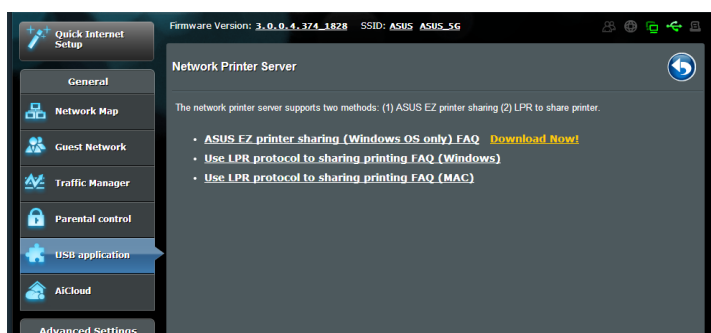 Quick Internet
Setup
Firmware Version: 3.0.0.4.374_1828 SSID: ASUS ASUS_5G
General
Network Map
Guest Network
Traffic Manager
Parental control
USB application
AiCloud
Advanced Settings
Network Printer Server
The network printer server supports two methods: (1) ASUS EZ printer sharing (2) LPR to share printer.
ASUS EZ printer sharing (Windows OS only) FAQ Download Now!
Use LPR protocol to sharing printing FAQ (Windows)
Use LPR protocol to sharing printing FAQ (MAC)